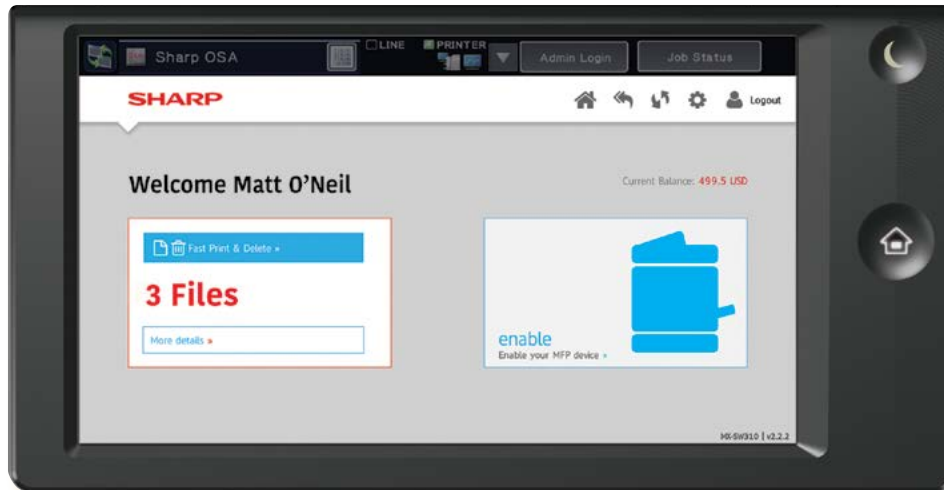 Sharp OSA
LINE
PRINTER
Admin Login
Job Status
SHARP
Logout
Welcome Matt O'Neil
Current Balance: 499.5 USD
Fast Print & Delete »
3 Files
More details »
enable
Enable your MFP device »
MX-SW310 | v2.2.2